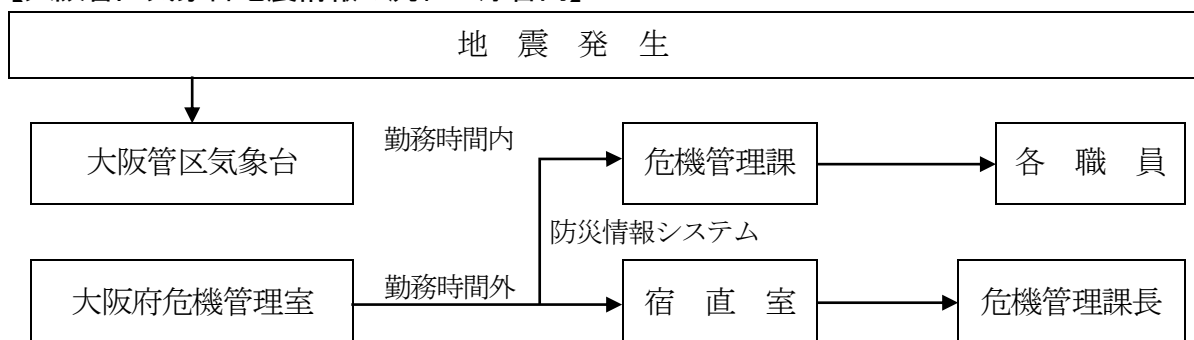 地 震 発 生
大阪管区気象台
勤務時間内
危機管理課
各 職 員
防災情報システム
大阪府危機管理室
勤務時間外
宿 直 室
危機管理課長